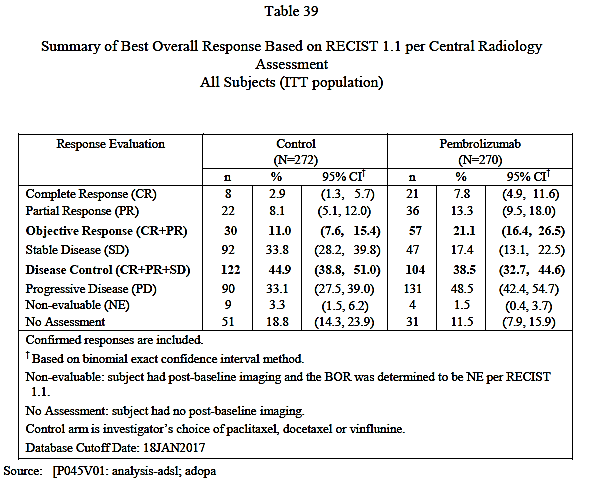 Table 39
Summary of Best Overall Response Based on RECIST 1.1 per Central Radiology
Assessment
All Subjects (ITT population)
Response Evaluation Control Pembrolizumab
(N=272) (N=270)
n % 95% CI† n % 95% CI†
Complete Response (CR) 8 2.9 (1.3, 5.7) 21 7.8 (4.9, 11.6)
Partial Response (PR) 22 8.1 (5.1, 12.0) 36 13.3 (9.5, 18.0)
Objective Response (CR+PR) 30 11.0 (7.6, 15.4) 57 21.1 (16.4, 26.5)
Stable Disease (SD) 92 33.8 (28.2, 39.8) 47 17.4 (13.1, 22.5)
Disease Control (CR+PR+SD) 122 44.9 (38.8, 51.0) 104 38.5 (32.7, 44.6)
Progressive Disease (PD) 90 33.1 (27.5, 39.0) 131 48.5 (42.4, 54.7)
Non-evaluable (NE) 9 3.3 (1.5, 6.2) 4 1.5 (0.4, 3.7)
No Assessment 51 18.8 (14.3, 23.9) 31 11.5 (7.9, 15.9)
Confirmed responses are included.
† Based on binomial exact confidence interval method.
Non-evaluable: subject had post-baseline imaging and the BOR was determined to be NE per RECIST
1.1.
No Assessment: subject had no post-baseline imaging.
Control arm is investigator's choice of paclitaxel, docetaxel or vinflunine.
Database Cutoff Date: 18JAN2017
Source: [P045V01: analysis-adsl; adopa